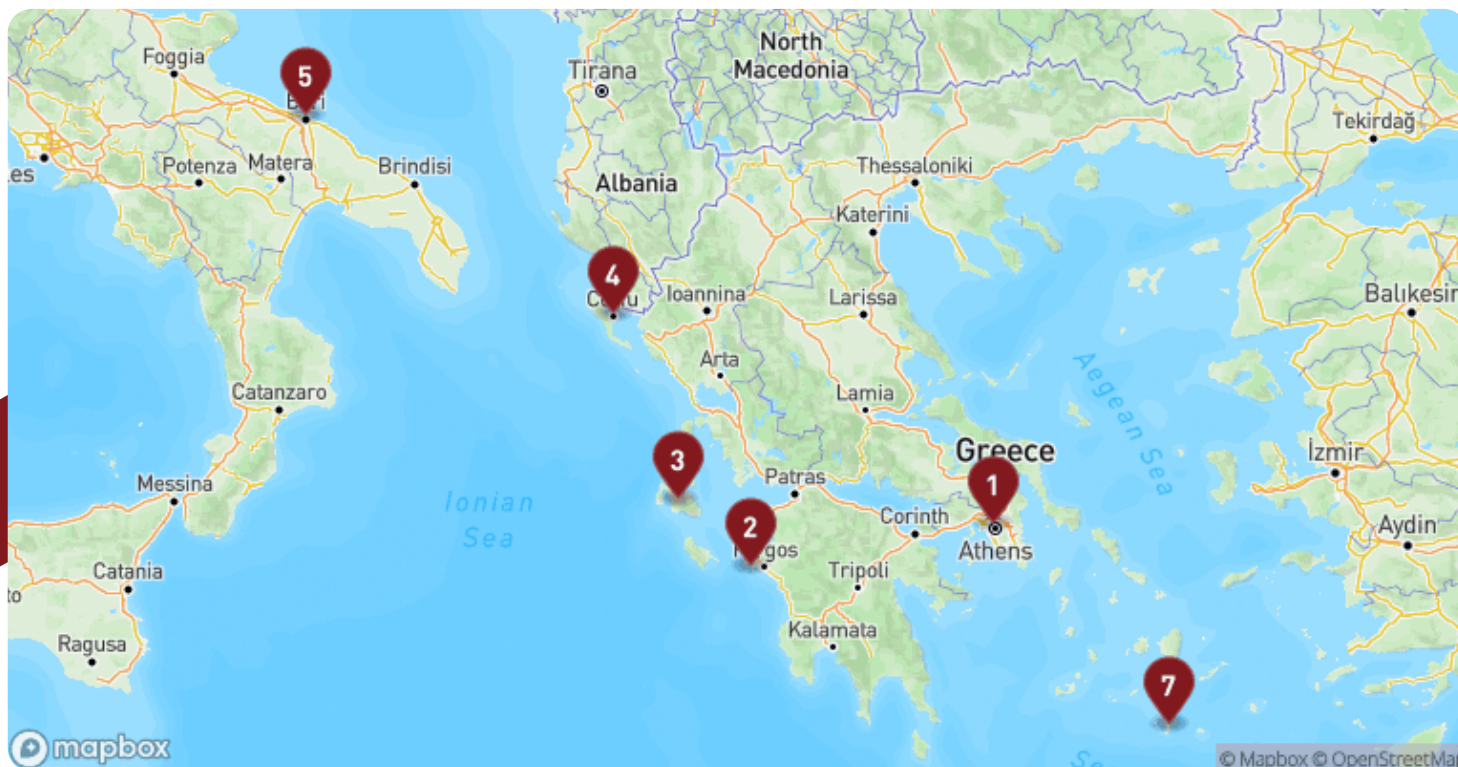 Foggia
5
North
Macedonia
Tirana
Tekirdağ
Potenza
Matera
Brindisi
Albania
Thessaloniki
Katerini
4
Ioannina
Larissa
Balıkesir
Arta
Aegean Sea
Catanzaro
Lamia
Greece
İzmir
3
Patras
1
Messina
Ionian
Sea
2
Corinth
Athens
Aydin
Catania
Tripoli
Kalamata
Ragusa
7
mapbox
© Mapbox © OpenStreetMap